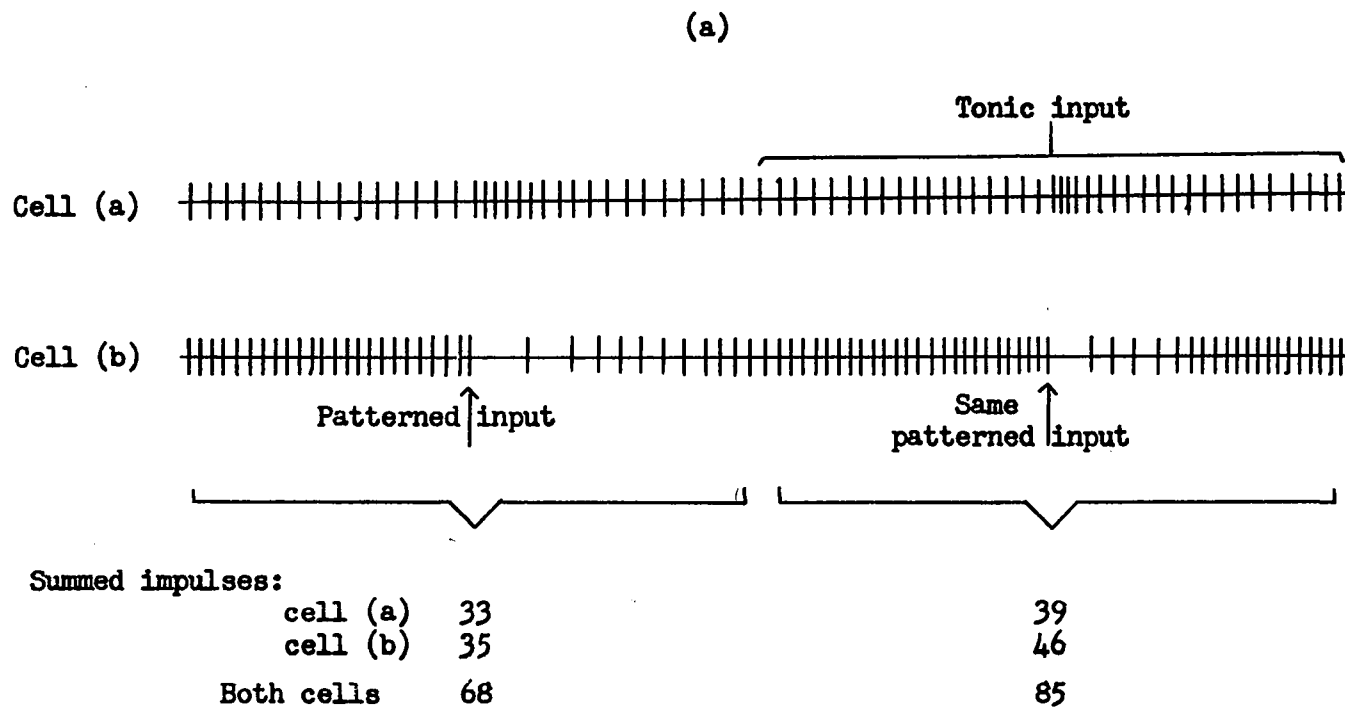 (a)
Tonic input
Cell (a)
Cell (b)
Patterned input
Same
patterned input
Summed impulses:
cell (a) 33 39
cell (b) 35 46
Both cells 68 85